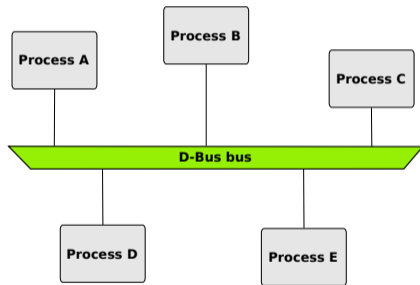 Process A
Process B
Process C
D-Bus bus
Process D
Process E